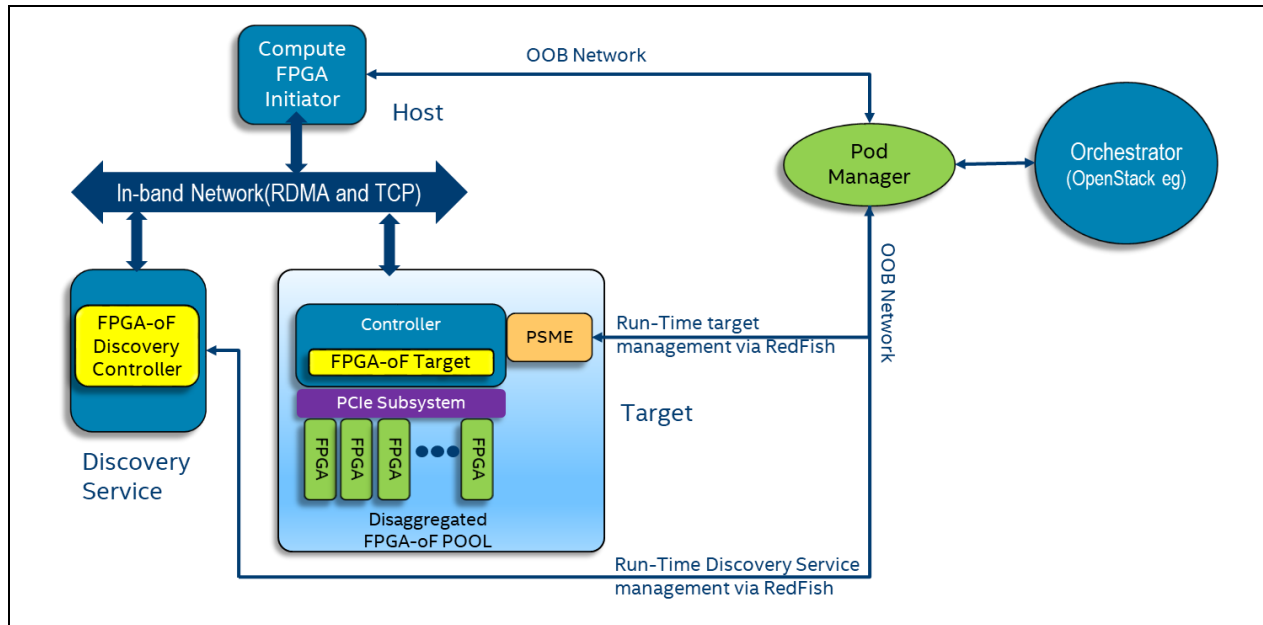 Compute
FPGA
Initiator
Host
OOB Network
Pod
Manager
Orchestrator
(OpenStack eg)
In-band Network(RDMA and TCP)
OOB Network
FPGA-oF
Discovery
Controller
Discovery
Service
Controller
FPGA-oF Target
PSME
PCIe Subsystem
FPGA
FPGA
FPGA
FPGA
Disaggregated
FPGA-oF POOL
Run-Time target
management via RedFish
Target
Run-Time Discovery Service
management via RedFish